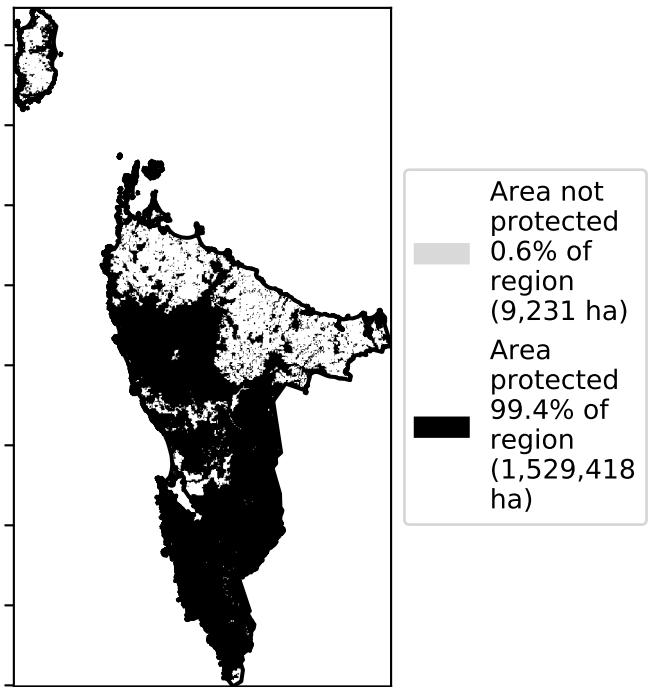 Area not
protected
0.6% of
region
(9,231 ha)
Area
protected
99.4% of
region
(1,529,418
ha)